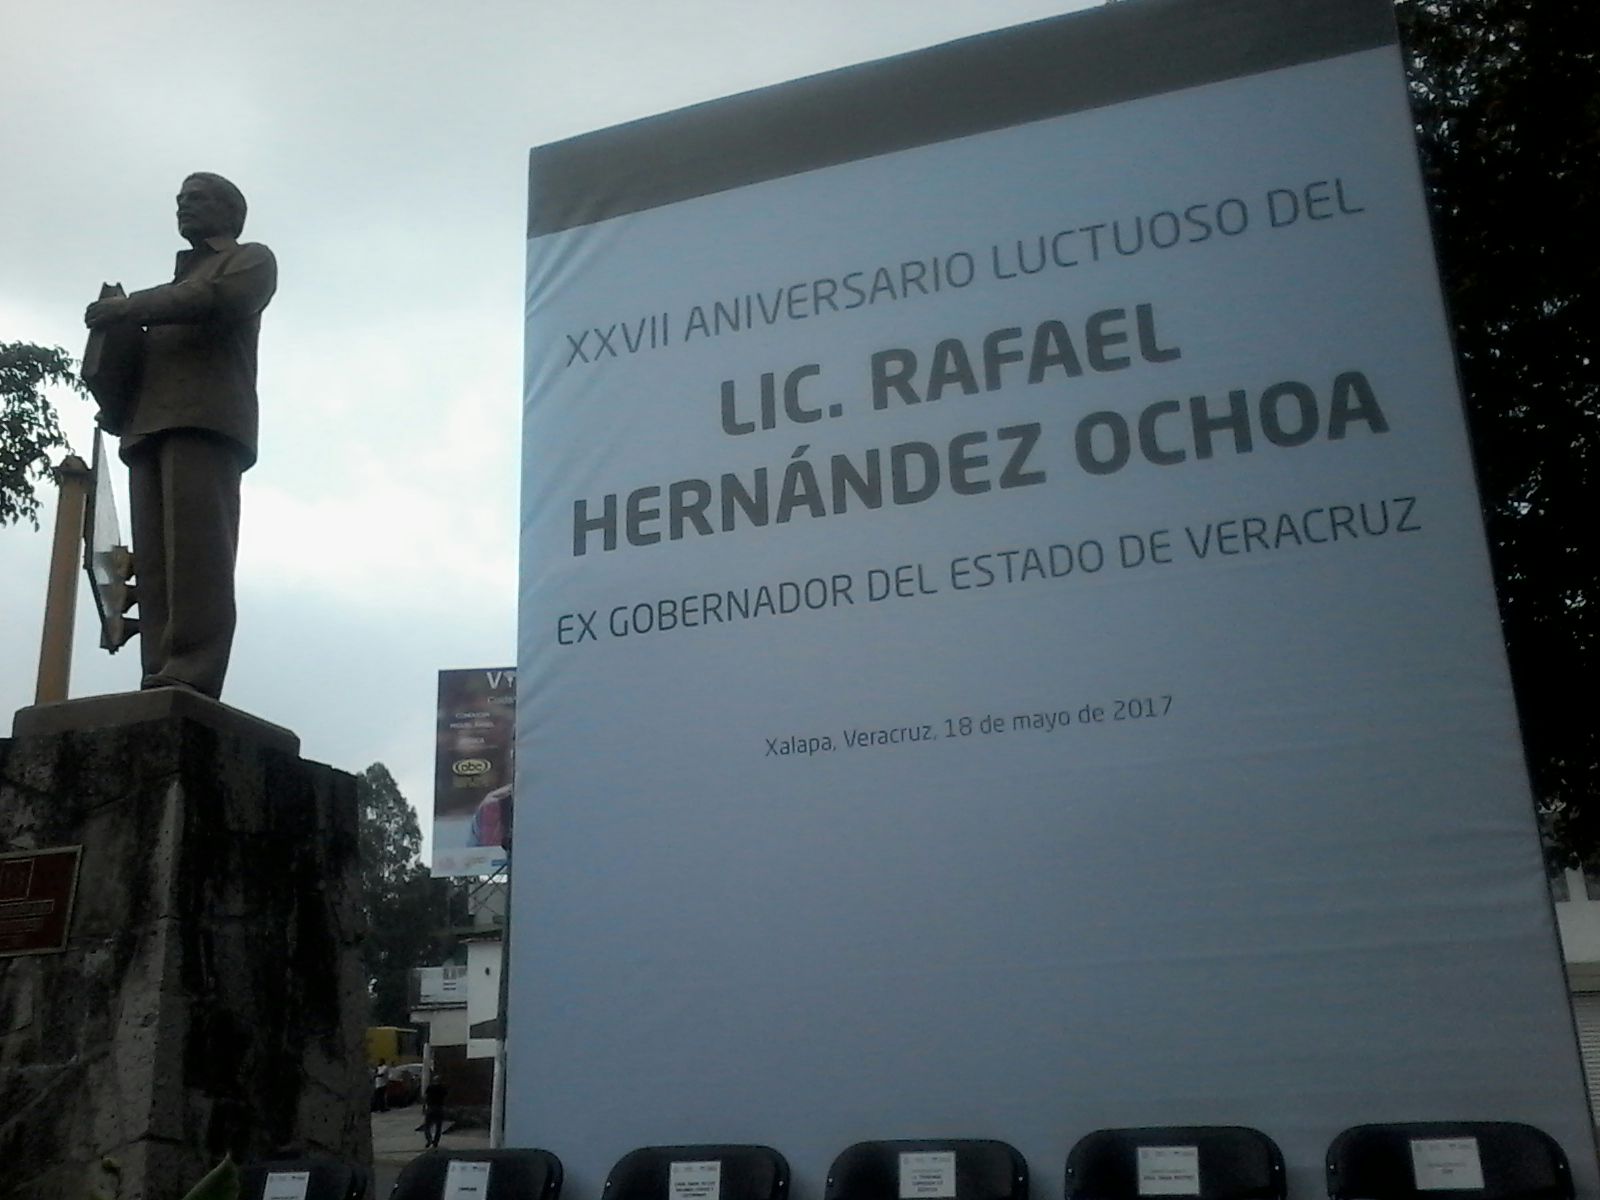 XXVII ANIVERSARIO LUCTUOSO DEL
LIC. RAFAEL
HERNÁNDEZ OCHOA
EX GOBERNADOR DEL ESTADO DE VERACRUZ
Xalapa, Veracruz, 18 de mayo de 2017